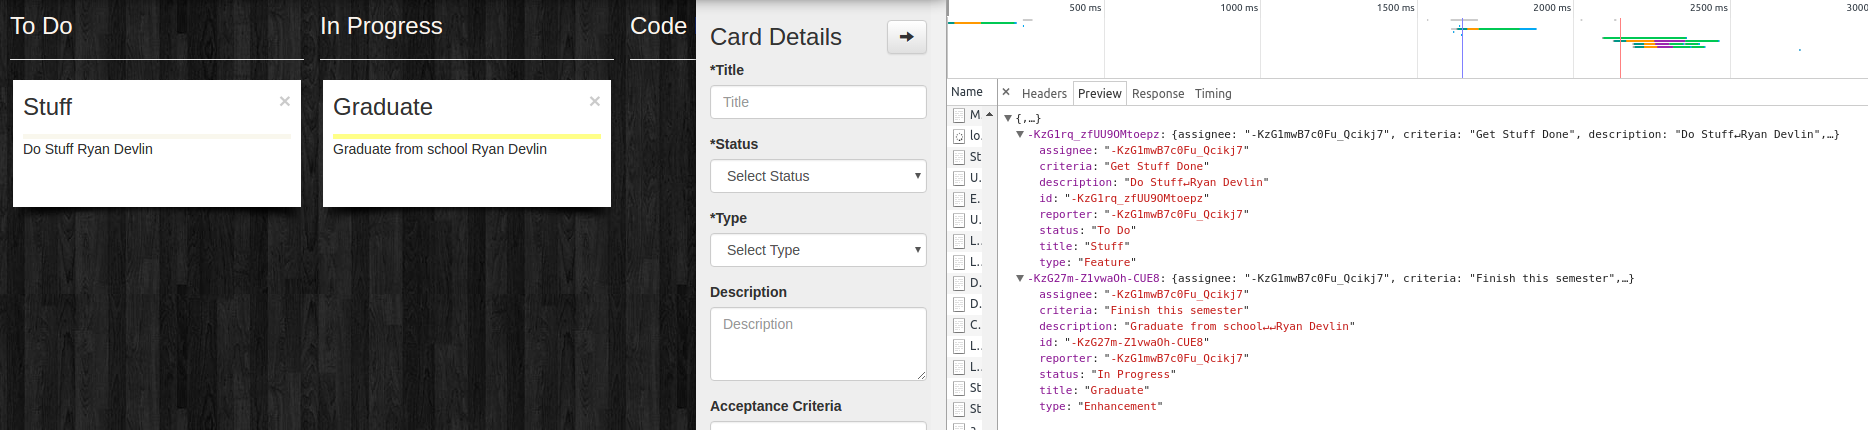 To Do
In Progress
Code
Stuff
×
Do Stuff Ryan Devlin
Graduate
×
Graduate from school Ryan Devlin
Card Details
*Title
Title
*Status
Select Status
*Type
Select Type
Description
Description
Acceptance Criteria
500 ms
1000 ms
1500 ms
2000 ms
2500 ms
3000
Name
M
lo.
St
U.
E.
U.
L.
L.
D.
D.
C.
L.
L.
St
St
× Headers Preview Response Timing
{,…}
-KzG1rq_zfUU9OMtoepz: {assignee: "-KzG1mwB7c0Fu_Qcikj7", criteria: "Get Stuff Done", description: "Do Stuff↵Ryan Devlin",…}
assignee: "-KzG1mwB7c0Fu_Qcikj7"
criteria: "Get Stuff Done"
description: "Do Stuff↵Ryan Devlin"
id: "-KzG1rq_zfUU9OMtoepz"
reporter: "-KzG1mwB7c0Fu_Qcikj7"
status: "To Do"
title: "Stuff"
type: "Feature"
-KzG27m-Z1vwaOh-CUE8: {assignee: "-KzG1mwB7c0Fu_Qcikj7", criteria: "Finish this semester",…}
assignee: "-KzG1mwB7c0Fu_Qcikj7"
criteria: "Finish this semester"
description: "Graduate from school↵↵Ryan Devlin"
id: "-KzG27m-Z1vwaOh-CUE8"
reporter: "-KzG1mwB7c0Fu_Qcikj7"
status: "In Progress"
title: "Graduate"
type: "Enhancement"